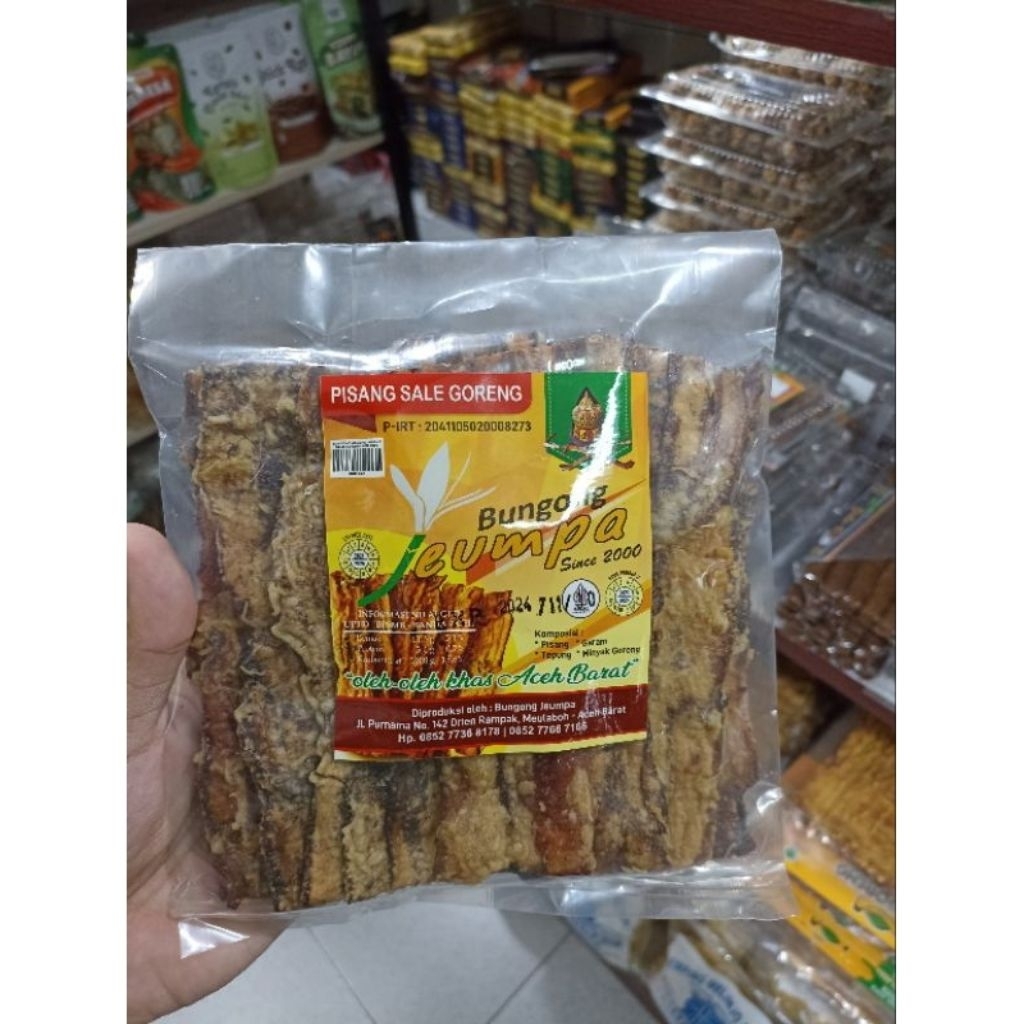 PISANG SALE GORENG
P-IRT : 2041105020008273
Bungong
Jeumpa
Since 2000
2024
Komposisi :
* Pisang * Garam
* Tepung * Minyak Goreng
"oleh-oleh khas Aceh Barat"
Diproduksi oleh : Bungong Jeumpa
Jl. Purnama No. 142 Drien Rampak, Meulaboh - Aceh Barat
Hp. 0852 7736 8178 | 0852 7766